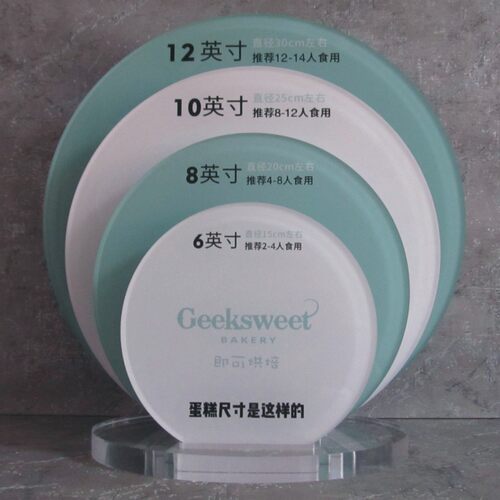 12英寸 直径30cm左右
推荐12-14人食用
10英寸 直径25cm左右
推荐8-12人食用
8英寸 直径20cm左右
推荐4-8人食用
6英寸 直径15cm左右
推荐2-4人食用
Geeksweet
BAKERY
即可烘培
蛋糕尺寸是这样的